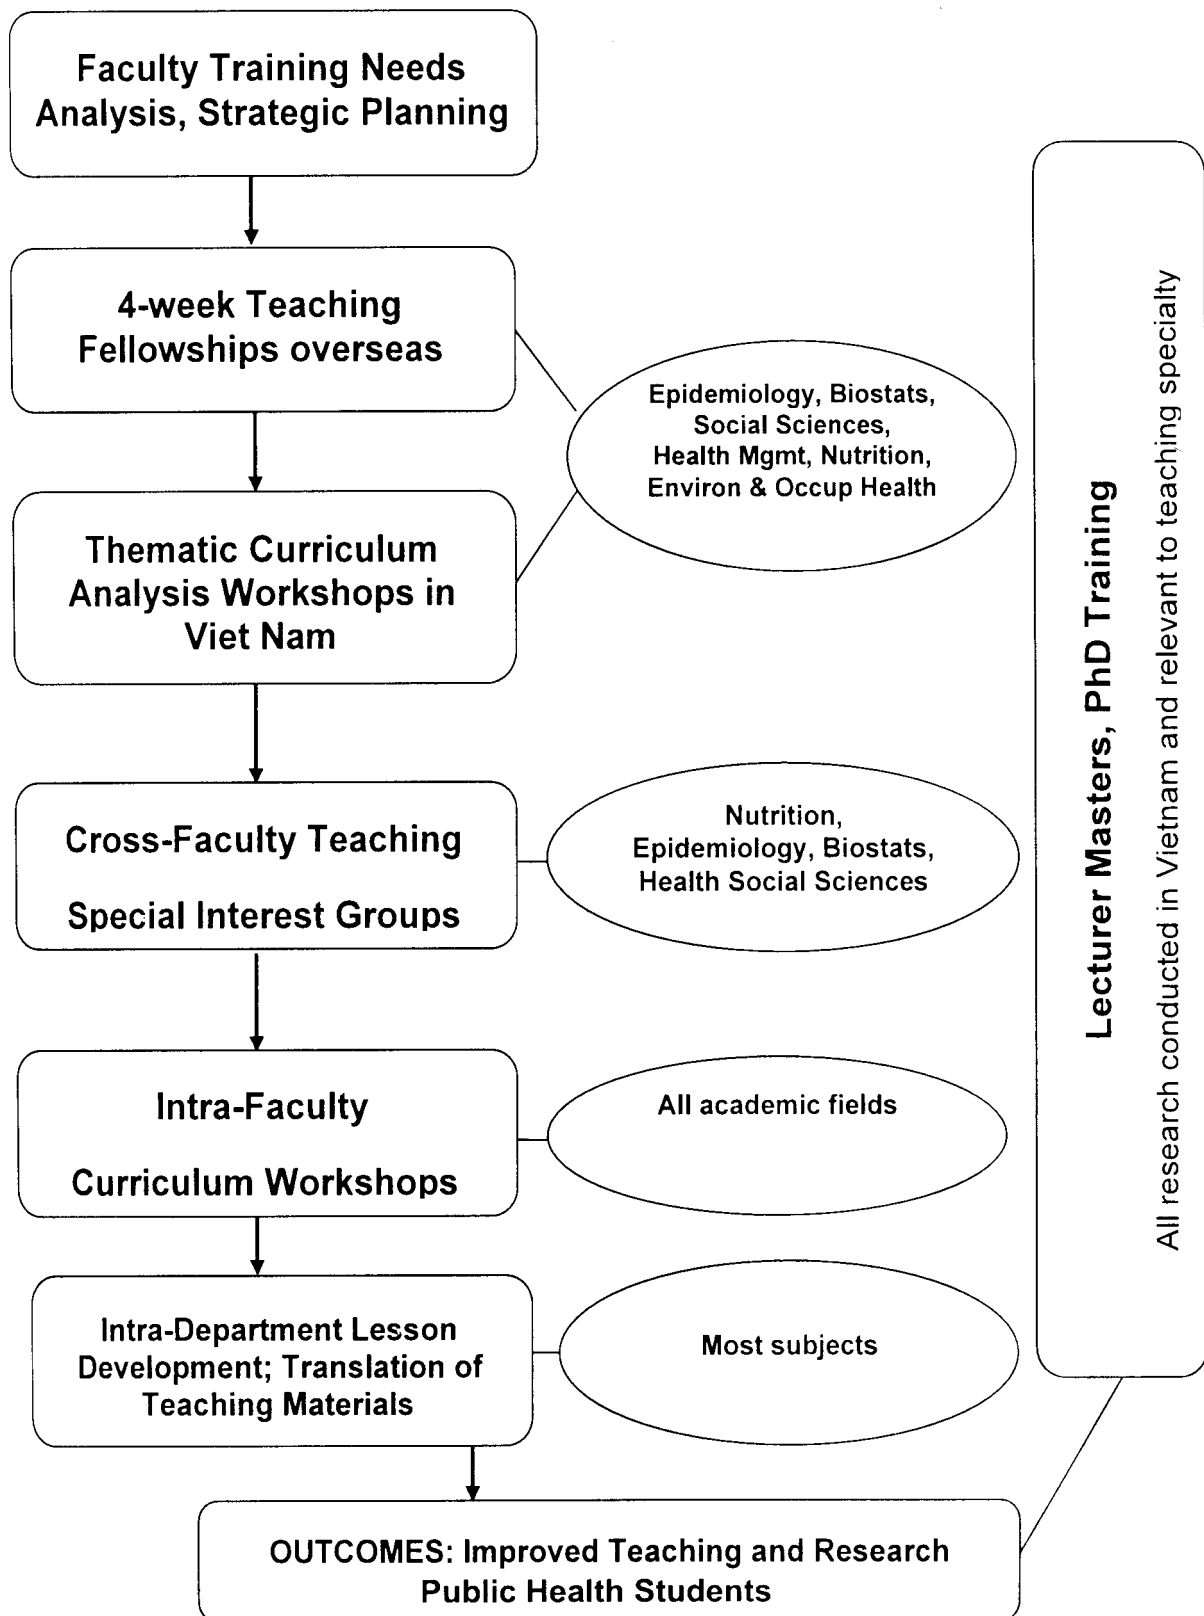 Faculty Training Needs
Analysis, Strategic Planning
4-week Teaching
Fellowships overseas
Epidemiology, Biostats,
Social Sciences,
Health Mgmt, Nutrition,
Environ & Occup Health
Thematic Curriculum
Analysis Workshops in
Viet Nam
Cross-Faculty Teaching
Special Interest Groups
Nutrition,
Epidemiology, Biostats,
Health Social Sciences
Intra-Faculty
Curriculum Workshops
All academic fields
Intra-Department Lesson
Development; Translation of
Teaching Materials
Most subjects
OUTCOMES: Improved Teaching and Research
Public Health Students
Lecturer Masters, PhD Training
All research conducted in Vietnam and relevant to teaching specialty